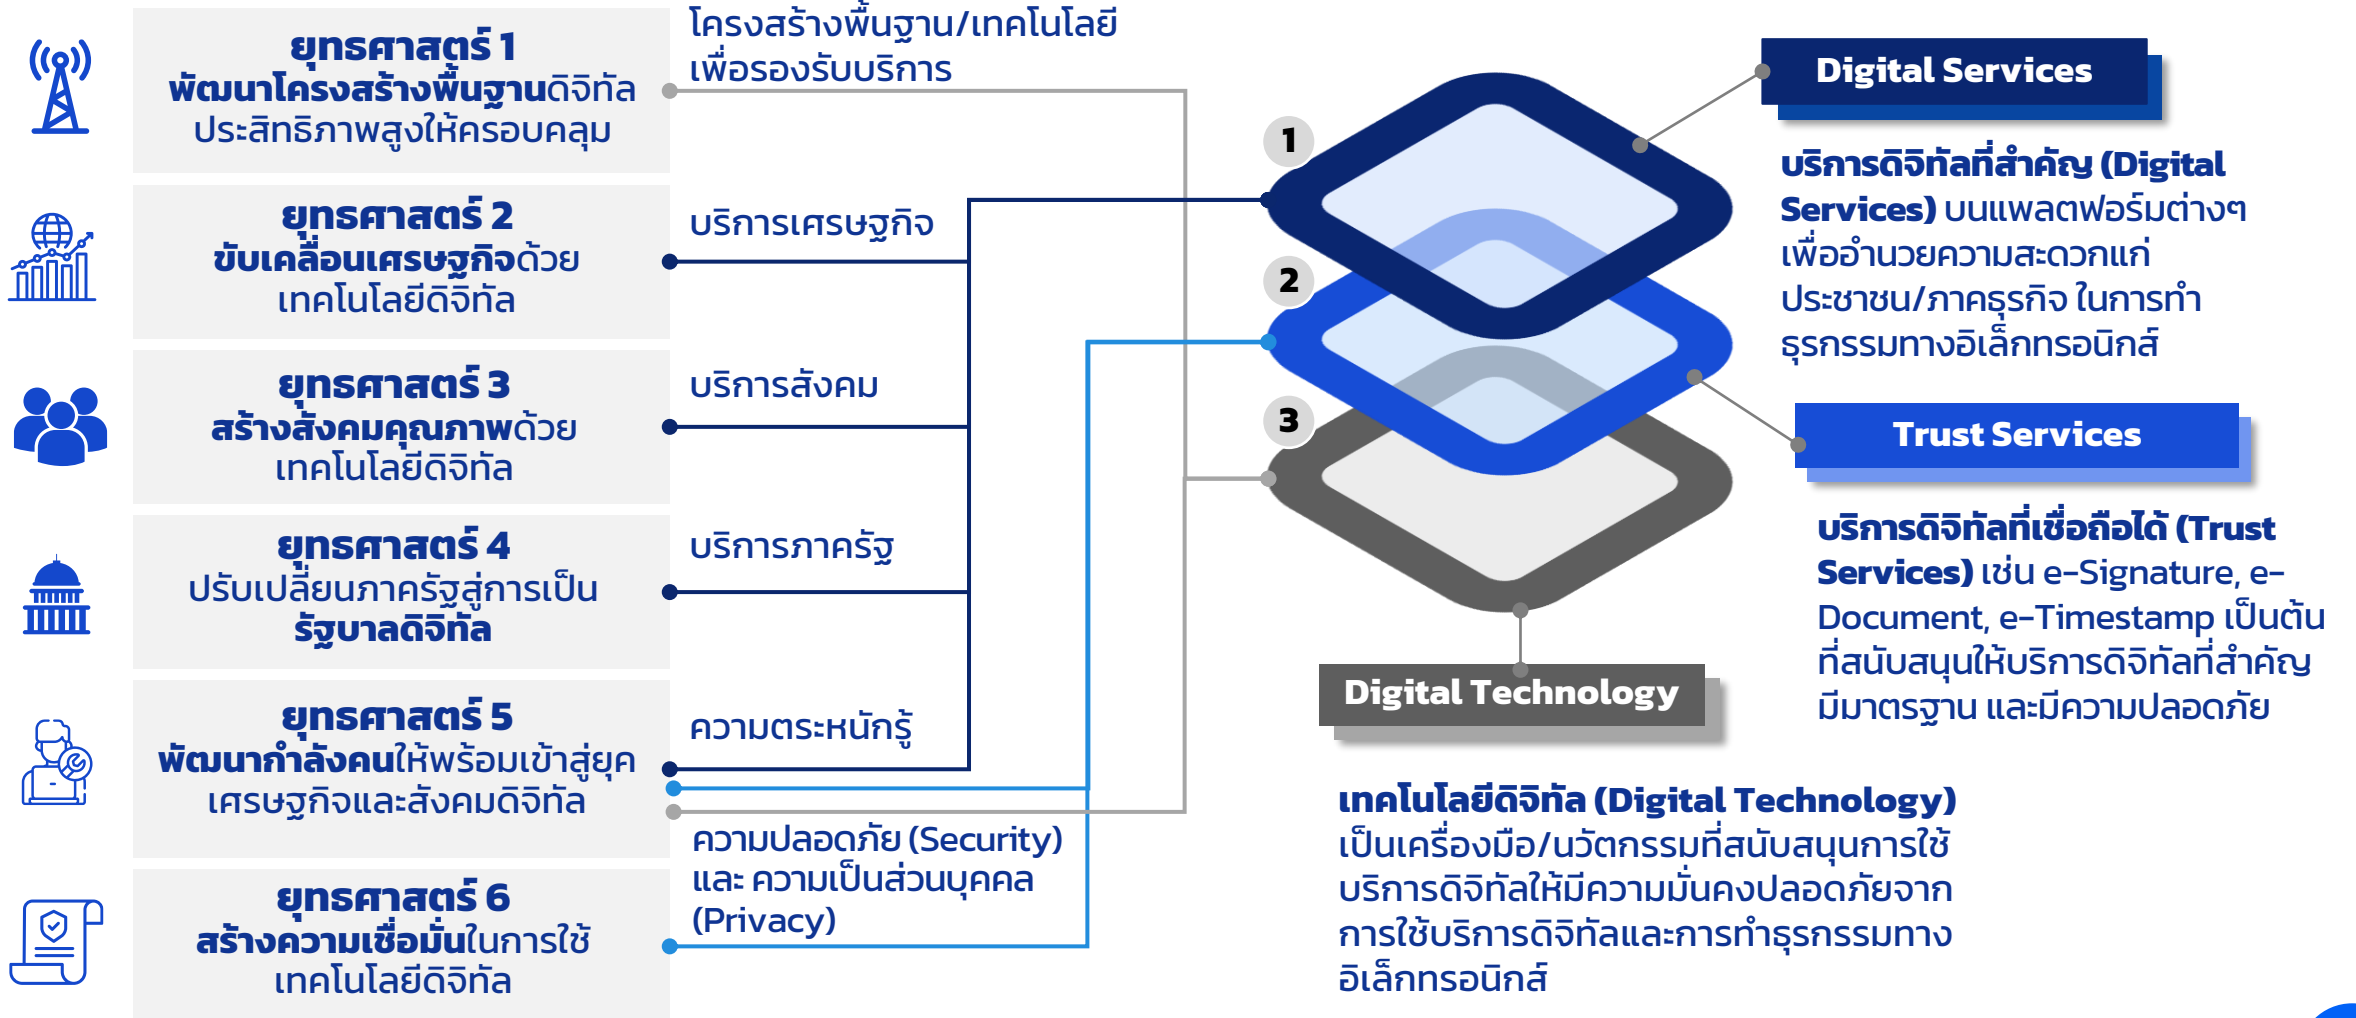 ยุทธศาสตร์ 1
พัฒนาโครงสร้างพื้นฐานดิจิทัล
ประสิทธิภาพสูงให้ครอบคลุม
โครงสร้างพื้นฐาน/เทคโนโลยี
เพื่อรองรับบริการ
ยุทธศาสตร์ 2
ขับเคลื่อนเศรษฐกิจด้วย
เทคโนโลยีดิจิทัล
บริการเศรษฐกิจ
ยุทธศาสตร์ 3
สร้างสังคมคุณภาพด้วย
เทคโนโลยีดิจิทัล
บริการสังคม
ยุทธศาสตร์ 4
ปรับเปลี่ยนภาครัฐสู่การเป็น
รัฐบาลดิจิทัล
บริการภาครัฐ
ยุทธศาสตร์ 5
พัฒนากำลังคนให้พร้อมเข้าสู่ยุค
เศรษฐกิจและสังคมดิจิทัล
ความตระหนักรู้
ยุทธศาสตร์ 6
สร้างความเชื่อมั่นในการใช้
เทคโนโลยีดิจิทัล
ความปลอดภัย (Security)
และ ความเป็นส่วนบุคคล
(Privacy)
1
2
3
Digital Services
บริการดิจิทัลที่สำคัญ (Digital
Services) บนแพลตฟอร์มต่างๆ
เพื่ออำนวยความสะดวกแก่
ประชาชน/ภาคธุรกิจ ในการทำ
ธุรกรรมทางอิเล็กทรอนิกส์
Trust Services
บริการดิจิทัลที่เชื่อถือได้ (Trust
Services) เช่น e-Signature, e-
Document, e-Timestamp เป็นต้น
ที่สนับสนุนให้บริการดิจิทัลที่สำคัญ
มีมาตรฐาน และมีความปลอดภัย
Digital Technology
เทคโนโลยีดิจิทัล (Digital Technology)
เป็นเครื่องมือ/นวัตกรรมที่สนับสนุนการใช้
บริการดิจิทัลให้มีความมั่นคงปลอดภัยจาก
การใช้บริการดิจิทัลและการทำธุรกรรมทาง
อิเล็กทรอนิกส์